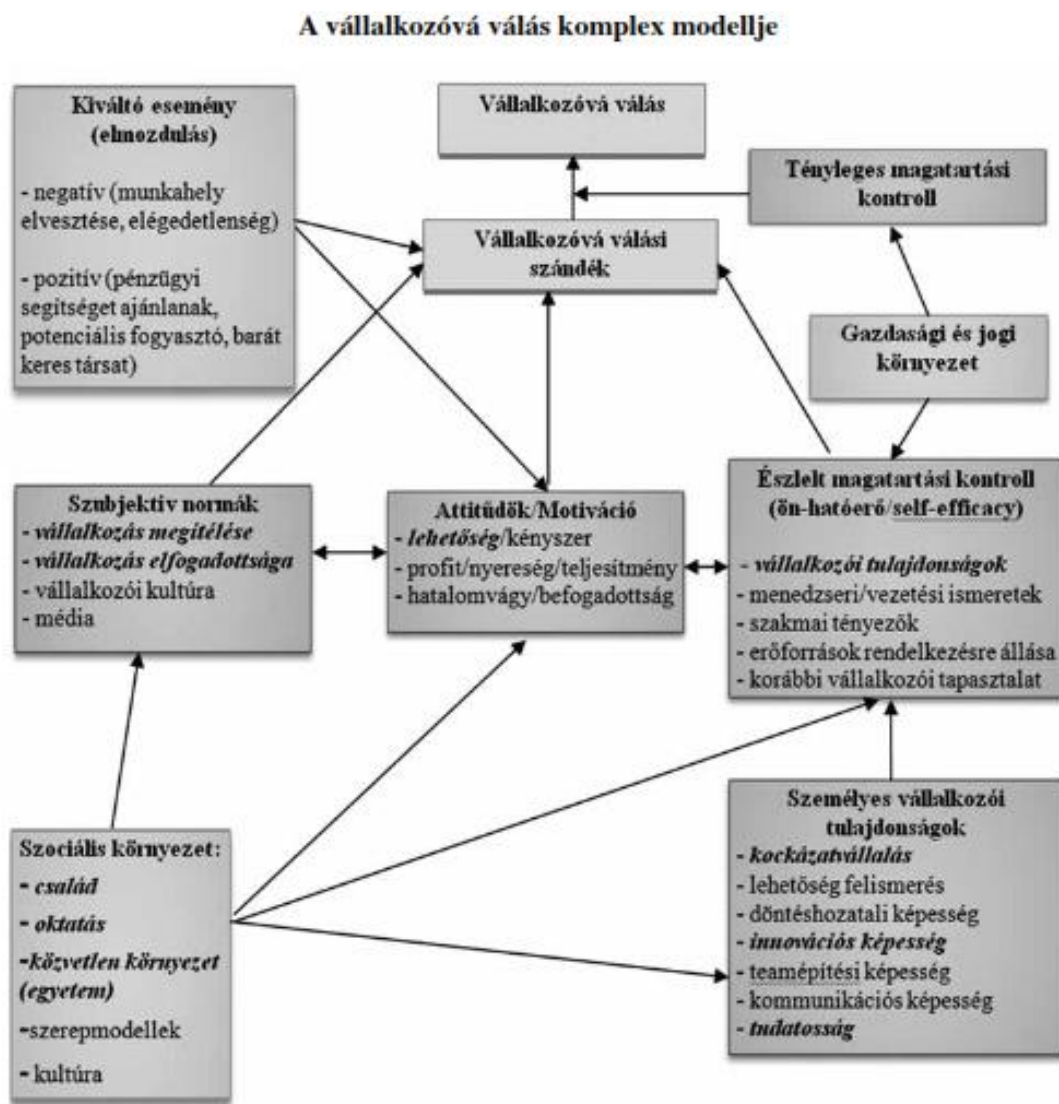 A vállalkozóvá válás komplex modellje
Kiváltó esemény
(elmozdulás)
- negatív (munkahely
elvesztése, elégedetlenség)
- pozitív (pénzügyi
segítséget ajánlanak,
potenciális fogyasztó, barát
keres társat)
Vállalkozóvá válás
Tényleges magatartási
kontroll
Vállalkozóvá válási
szándék
Gazdasági és jogi
környezet
Szubjektív normák
- vállalkozás megítélése
- vállalkozás elfogadottsága
- vállalkozói kultúra
- média
Attitűdök/Motiváció
- lehetőség/kényszer
- profit/nyereség/teljesítmény
- hatalomvágy/befogadottság
Észlelt magatartási kontroll
(ön-hatóerő/self-efficacy)
- vállalkozói tulajdonságok
- menedzseri/vezetési ismeretek
- szakmai tényezők
- erőforrások rendelkezésre állása
- korábbi vállalkozói tapasztalat
Szociális környezet:
- család
- oktatás
-közvetlen környezet
(egyetem)
-szerepmodellek
- kultúra
Személyes vállalkozói
tulajdonságok
- kockázatvállalás
- lehetőség felismerés
- döntéshozatali képesség
- innovációs képesség
- teamépítési képesség
- kommunikációs képesség
- tudatosság